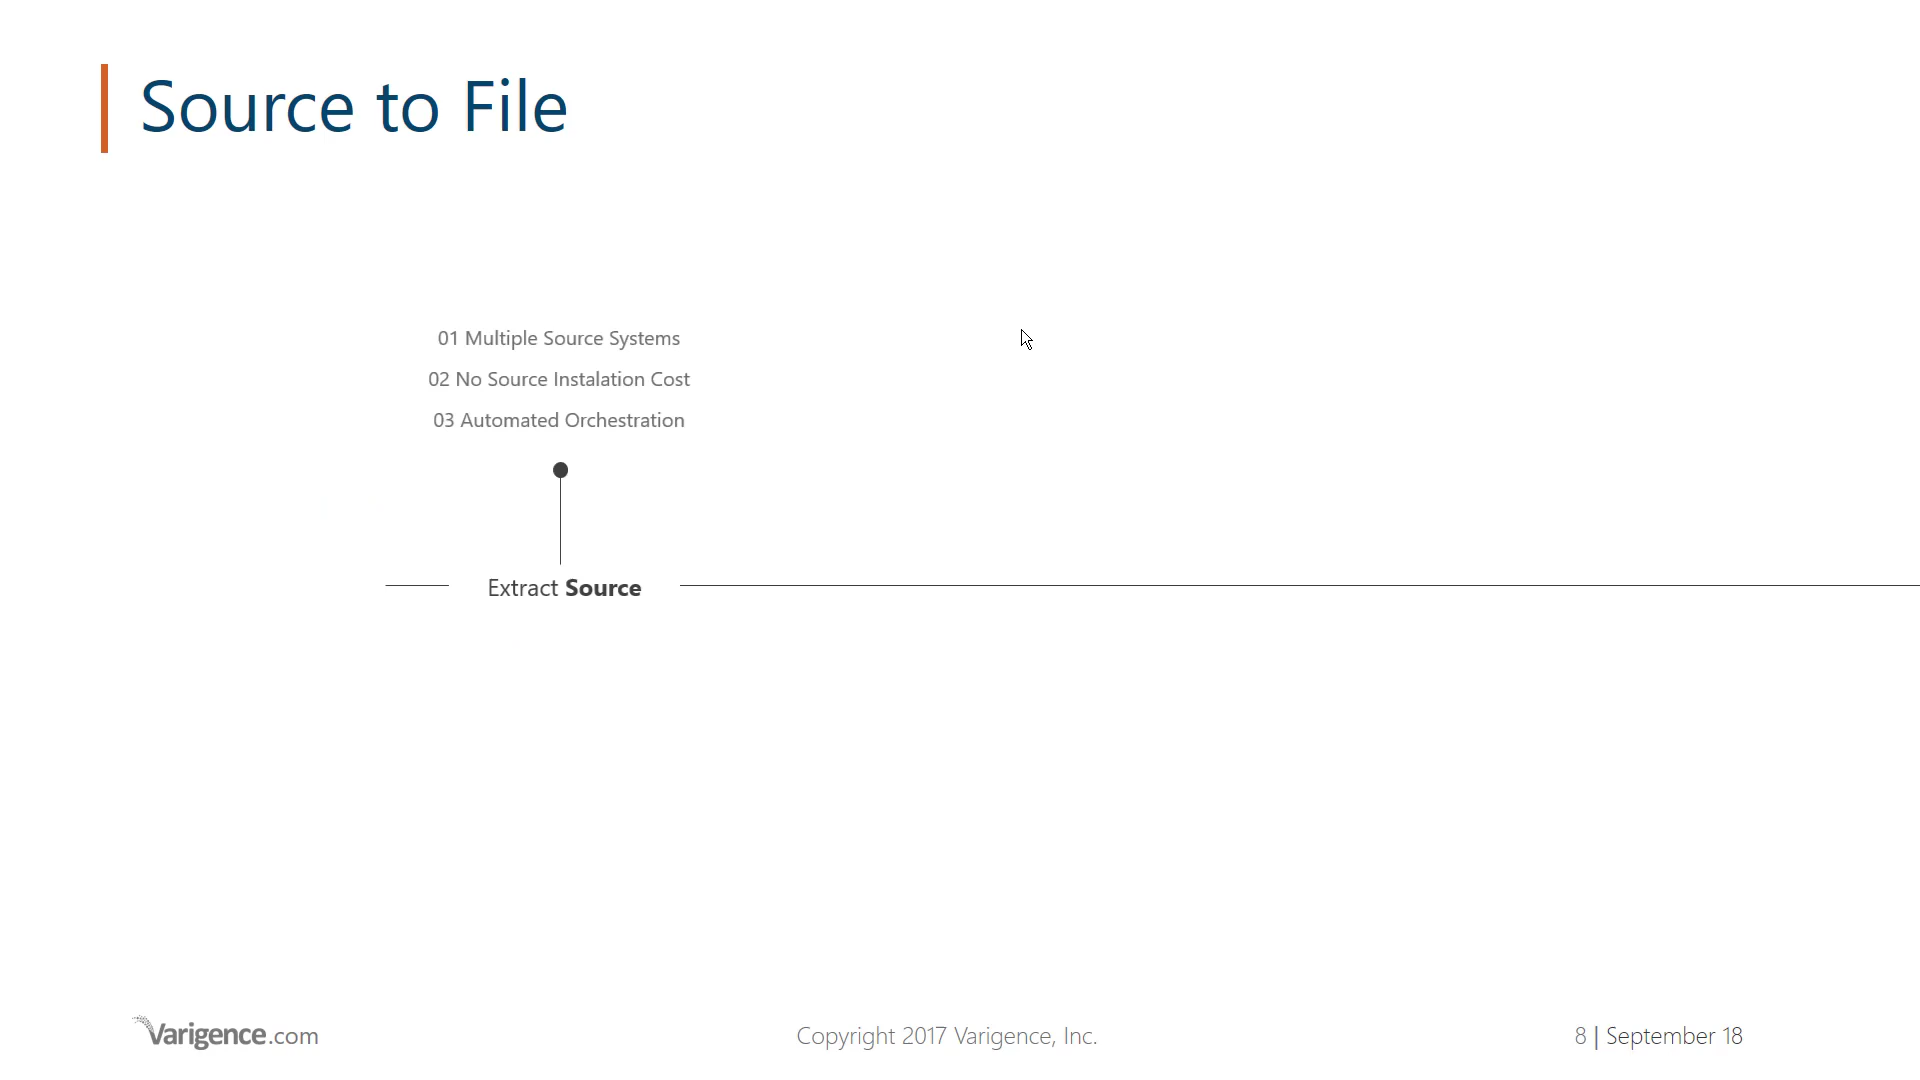 Source to File
01 Multiple Source Systems
02 No Source Instalation Cost
03 Automated Orchestration
Extract Source
Varigence.com
Copyright 2017 Varigence, Inc.
8 | September 18